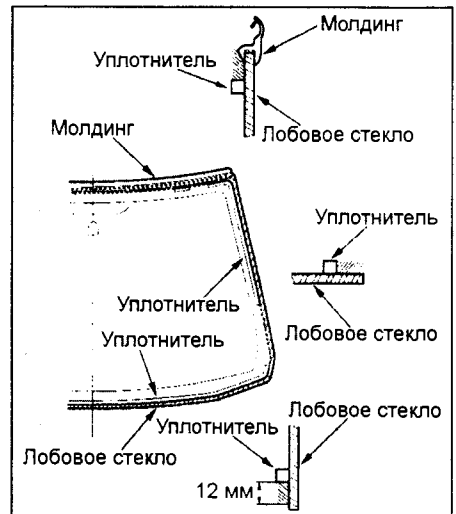 Молдинг
Уплотнитель
Лобовое стекло
Молдинг
Уплотнитель
Уплотнитель
Лобовое стекло
Уплотнитель
Лобовое стекло
Уплотнитель
Лобовое стекло
12 мм